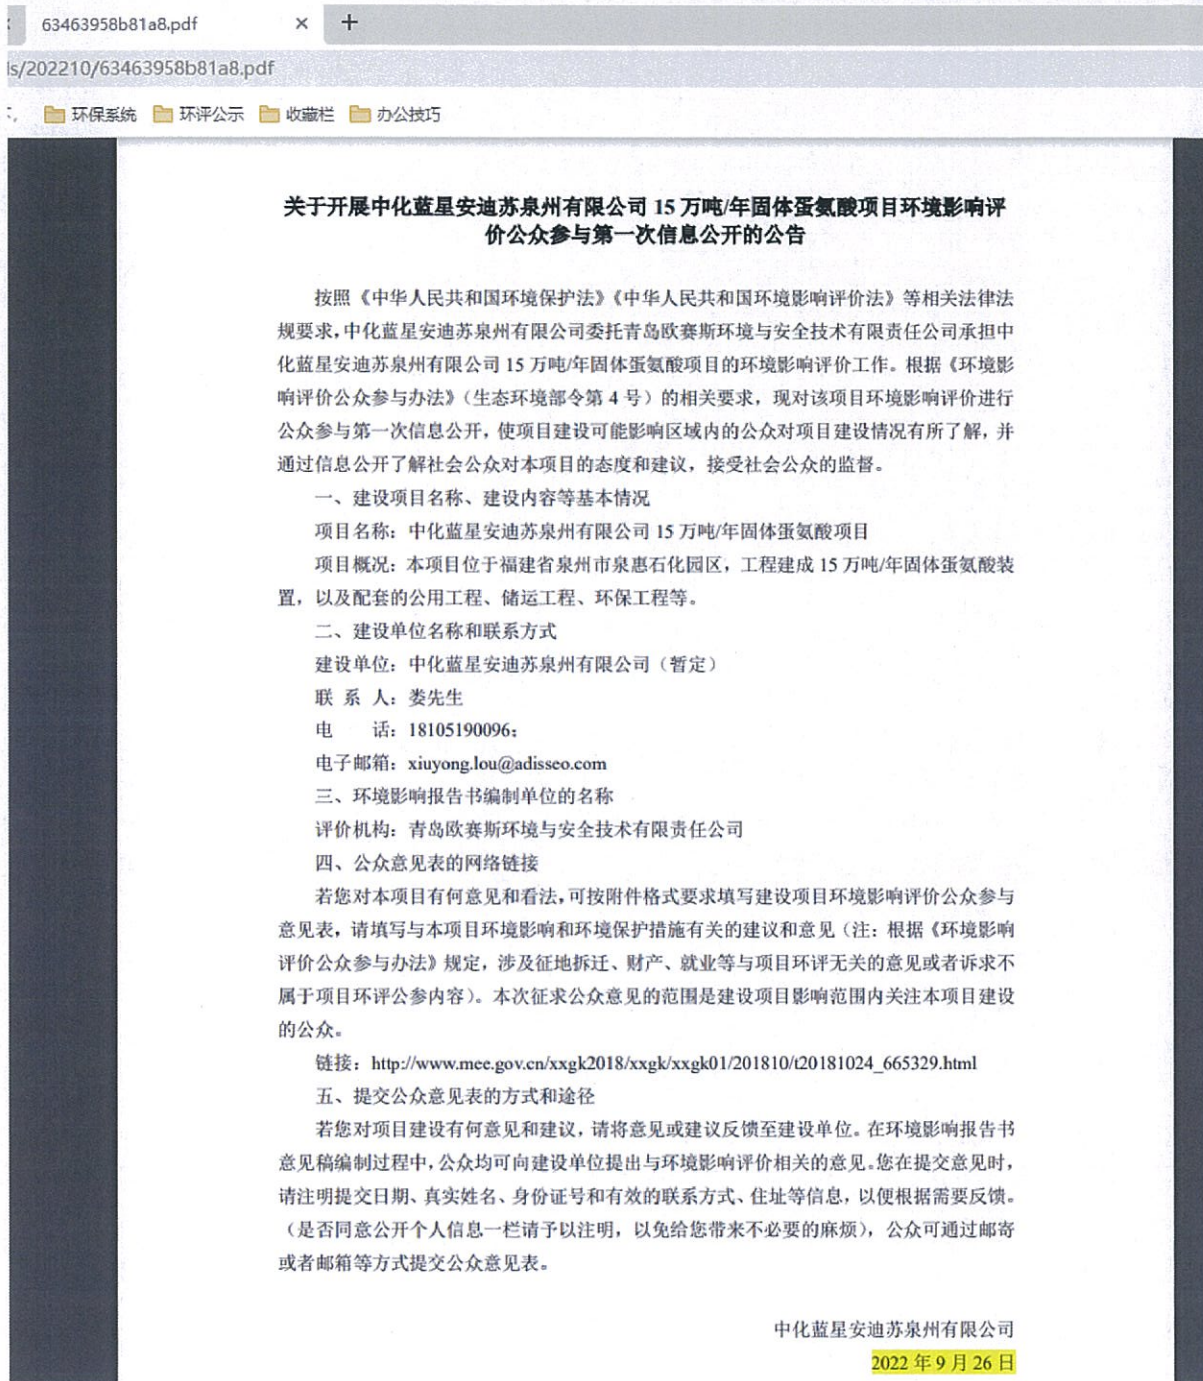 63463958b81a8.pdf × +
ls/202210/63463958b81a8.pdf
环保系统 环评公示 收藏栏 办公技巧
关于开展中化蓝星安迪苏泉州有限公司 15 万吨/年固体蛋氨酸项目环境影响评
价公众参与第一次信息公开的公告
按照《中华人民共和国环境保护法》《中华人民共和国环境影响评价法》等相关法律法
规要求，中化蓝星安迪苏泉州有限公司委托青岛欧赛斯环境与安全技术有限责任公司承担中
化蓝星安迪苏泉州有限公司 15 万吨/年固体蛋氨酸项目的环境影响评价工作。根据《环境影
响评价公众参与办法》（生态环境部令第 4 号）的相关要求，现对该项目环境影响评价进行
公众参与第一次信息公开，使项目建设可能影响区域内的公众对项目建设情况有所了解，并
通过信息公开了解社会公众对本项目的态度和建议，接受社会公众的监督。
一、建设项目名称、建设内容等基本情况
项目名称：中化蓝星安迪苏泉州有限公司 15 万吨/年固体蛋氨酸项目
项目概况：本项目位于福建省泉州市泉惠石化园区，工程建成 15 万吨/年固体蛋氨酸装
置，以及配套的公用工程、储运工程、环保工程等。
二、建设单位名称和联系方式
建设单位：中化蓝星安迪苏泉州有限公司（暂定）
联 系 人：娄先生
电 话：18105190096；
电子邮箱：xiuyong.lou@adisseo.com
三、环境影响报告书编制单位的名称
评价机构：青岛欧赛斯环境与安全技术有限责任公司
四、公众意见表的网络链接
若您对本项目有何意见和看法，可按附件格式要求填写建设项目环境影响评价公众参与
意见表，请填写与本项目环境影响和环境保护措施有关的建议和意见（注：根据《环境影响
评价公众参与办法》规定，涉及征地拆迁、财产、就业等与项目环评无关的意见或者诉求不
属于项目环评公参内容）。本次征求公众意见的范围是建设项目影响范围内关注本项目建设
的公众。
链接：http://www.mee.gov.cn/xxgk2018/xxgk/xxgk01/201810/t20181024_665329.html
五、提交公众意见表的方式和途径
若您对项目建设有何意见和建议，请将意见或建议反馈至建设单位。在环境影响报告书
意见稿编制过程中，公众均可向建设单位提出与环境影响评价相关的意见。您在提交意见时，
请注明提交日期、真实姓名、身份证号和有效的联系方式、住址等信息，以便根据需要反馈。
（是否同意公开个人信息一栏请予以注明，以免给您带来不必要的麻烦），公众可通过邮寄
或者邮箱等方式提交公众意见表。
中化蓝星安迪苏泉州有限公司
2022 年 9 月 26 日